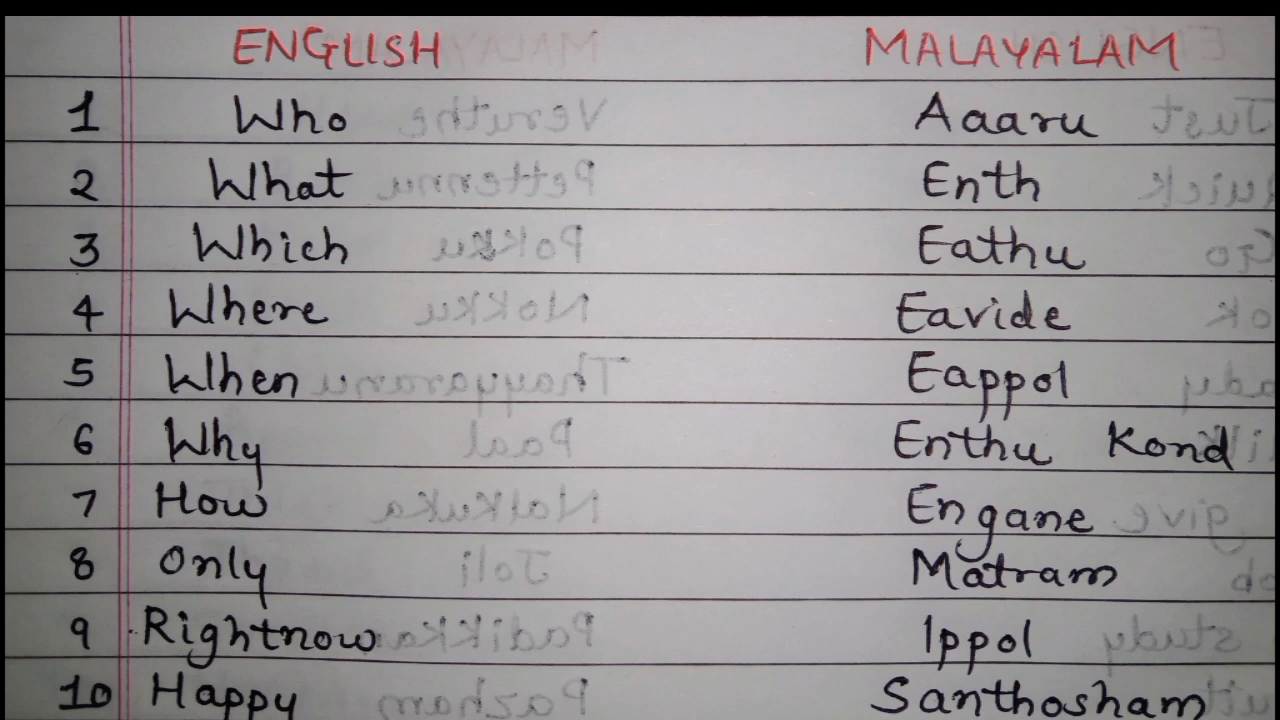 ENGLISH MALAYALAM
1 Who Aaaru
2 What Enth
3 Which Eathu
4 Where Eavide
5 When Eappol
6 Why Enthu Kond
7 How Engane
8 Only Matram
9 Rightnow Ippol
10 Happy Santhosham